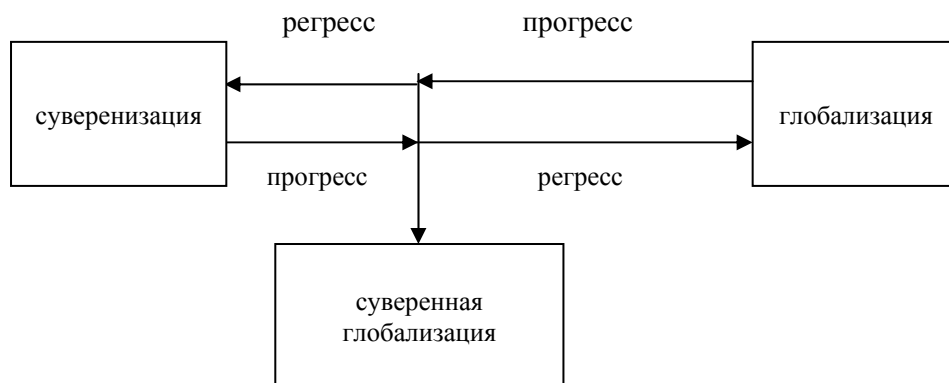 регресс прогресс
суверенизация глобализация
прогресс регресс
суверенная
глобализация